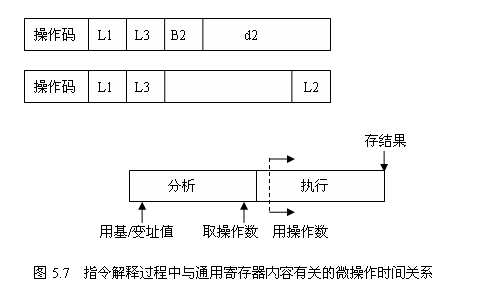 操作码 L1 L3 B2 d2
操作码 L1 L3 L2
存结果
分析 执行
用基/变址值 取操作数 用操作数
图 5.7 指令解释过程中与通用寄存器内容有关的微操作时间关系